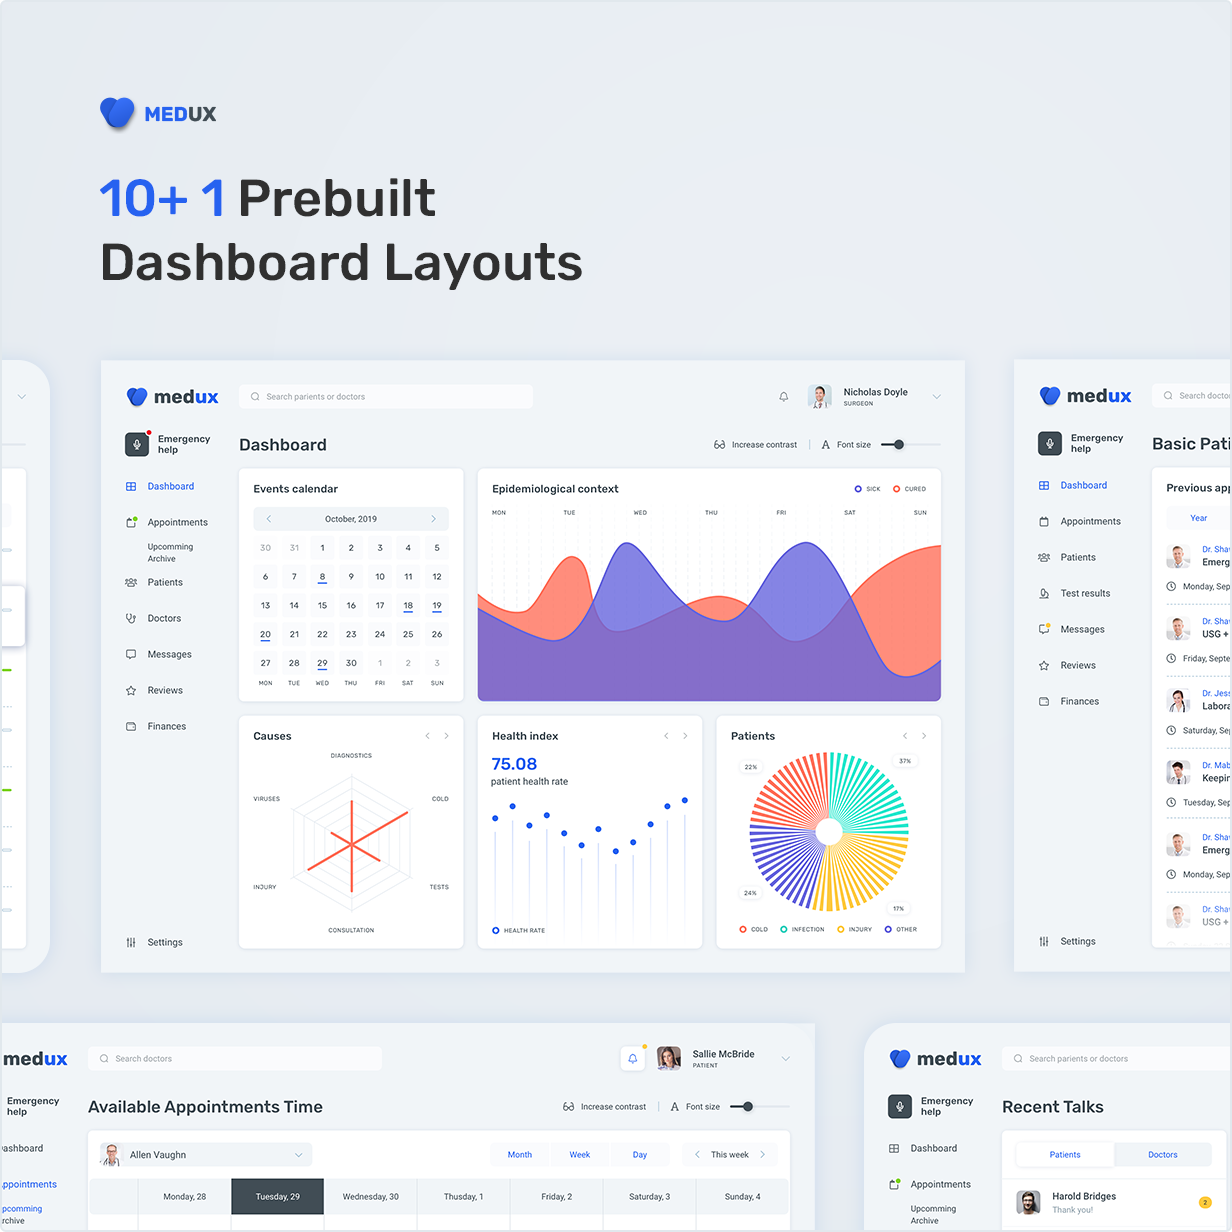 MEDUX
10+ 1 Prebuilt
Dashboard Layouts
medux
Search parients or doctors
Nicholas Doyle
SURGEON
Emergency
help
Dashboard
Increase contrast
A Font size
Dashboard
Appointments
Upcomming
Archive
Patients
Doctors
Messages
Reviews
Finances
Settings
Events calendar
October, 2019
30 31 1 2 3 4 5
6 7 8 9 10 11 12
13 14 15 16 17 18 19
20 21 22 23 24 25 26
27 28 29 30 1 2 3
MON TUE WED THU FRI SAT SUN
Epidemiological context
SICK CURED
MON TUE WED THU FRI SAT SUN
Causes
DIAGNOSTICS
VIRUSES COLD
INJURY TESTS
CONSULTATION
Health index
75.08
patient health rate
HEALTH RATE
Patients
22% 37%
24% 17%
COLD INFECTION INJURY OTHER
medux
Search docto
Emergency
help
Basic Pati
Dashboard
Appointments
Patients
Test results
Messages
Reviews
Finances
Settings
Previous app
Year
Dr. Sha
Emerg
Monday, Sep
Dr. Sha
USG +
Friday, Septe
Dr. Jess
Labora
Saturday, Se
Dr. Mab
Keepin
Tuesday, Sep
Dr. Sha
Emerg
Monday, Sep
Dr. Sha
USG +
medux
Search doctors
Sallie McBride
PATIENT
Emergency
help
Available Appointments Time
Increase contrast
A Font size
ashboard
ppointments
pcomming
rchive
Allen Vaughn
Month Week Day
This week
Monday, 28 Tuesday, 29 Wednesday, 30 Thusday, 1 Friday, 2 Saturday, 3 Sunday, 4
medux
Search parients or doctors
Emergency
help
Recent Talks
Dashboard
Appointments
Upcomming
Archive
Patients Doctors
Harold Bridges
Thank you!
2